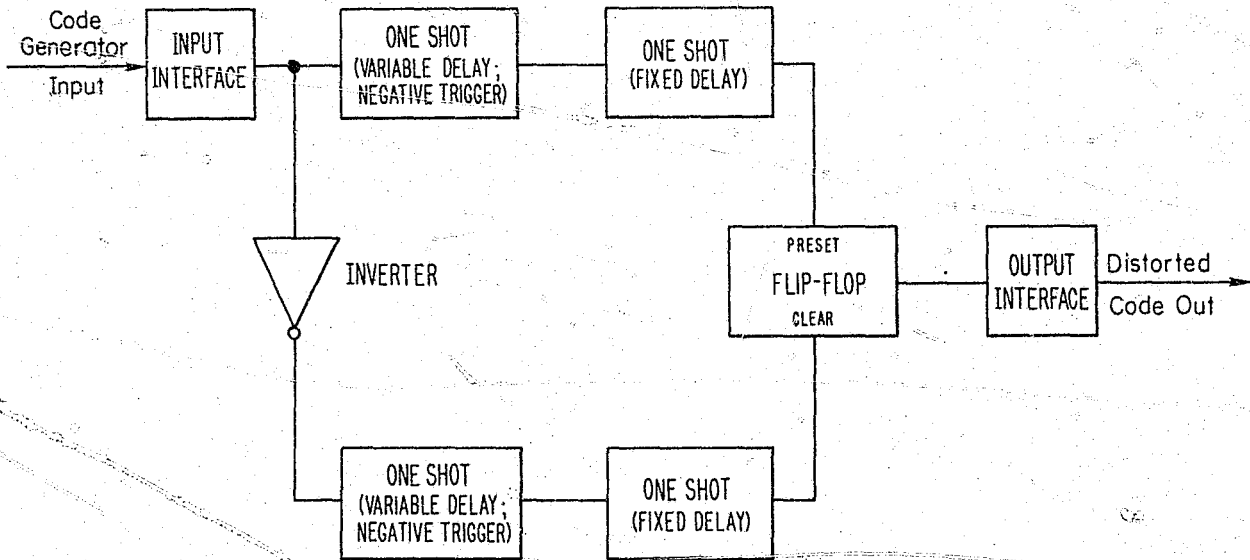 Code
Generator
Input
INPUT
INTERFACE
ONE SHOT
(VARIABLE DELAY;
NEGATIVE TRIGGER)
ONE SHOT
(FIXED DELAY)
INVERTER
PRESET
FLIP-FLOP
CLEAR
OUTPUT
INTERFACE
Distorted
Code Out
ONE SHOT
(VARIABLE DELAY;
NEGATIVE TRIGGER)
ONE SHOT
(FIXED DELAY)